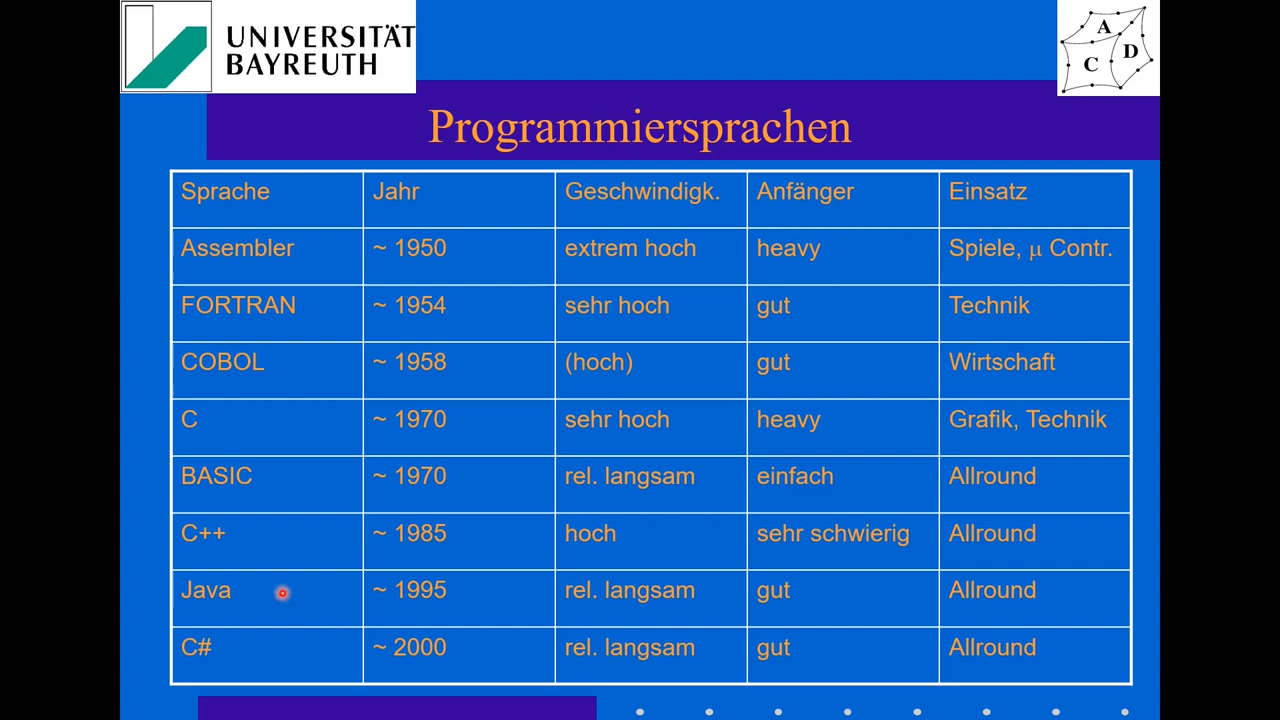 UNIVERSITÄT
BAYREUTH
A
C D
Programmiersprachen
Sprache Jahr Geschwindigk. Anfänger Einsatz
Assembler ~ 1950 extrem hoch heavy Spiele, µ Contr.
FORTRAN ~ 1954 sehr hoch gut Technik
COBOL ~ 1958 (hoch) gut Wirtschaft
C ~ 1970 sehr hoch heavy Grafik, Technik
BASIC ~ 1970 rel. langsam einfach Allround
C++ ~ 1985 hoch sehr schwierig Allround
Java ~ 1995 rel. langsam gut Allround
C# ~ 2000 rel. langsam gut Allround